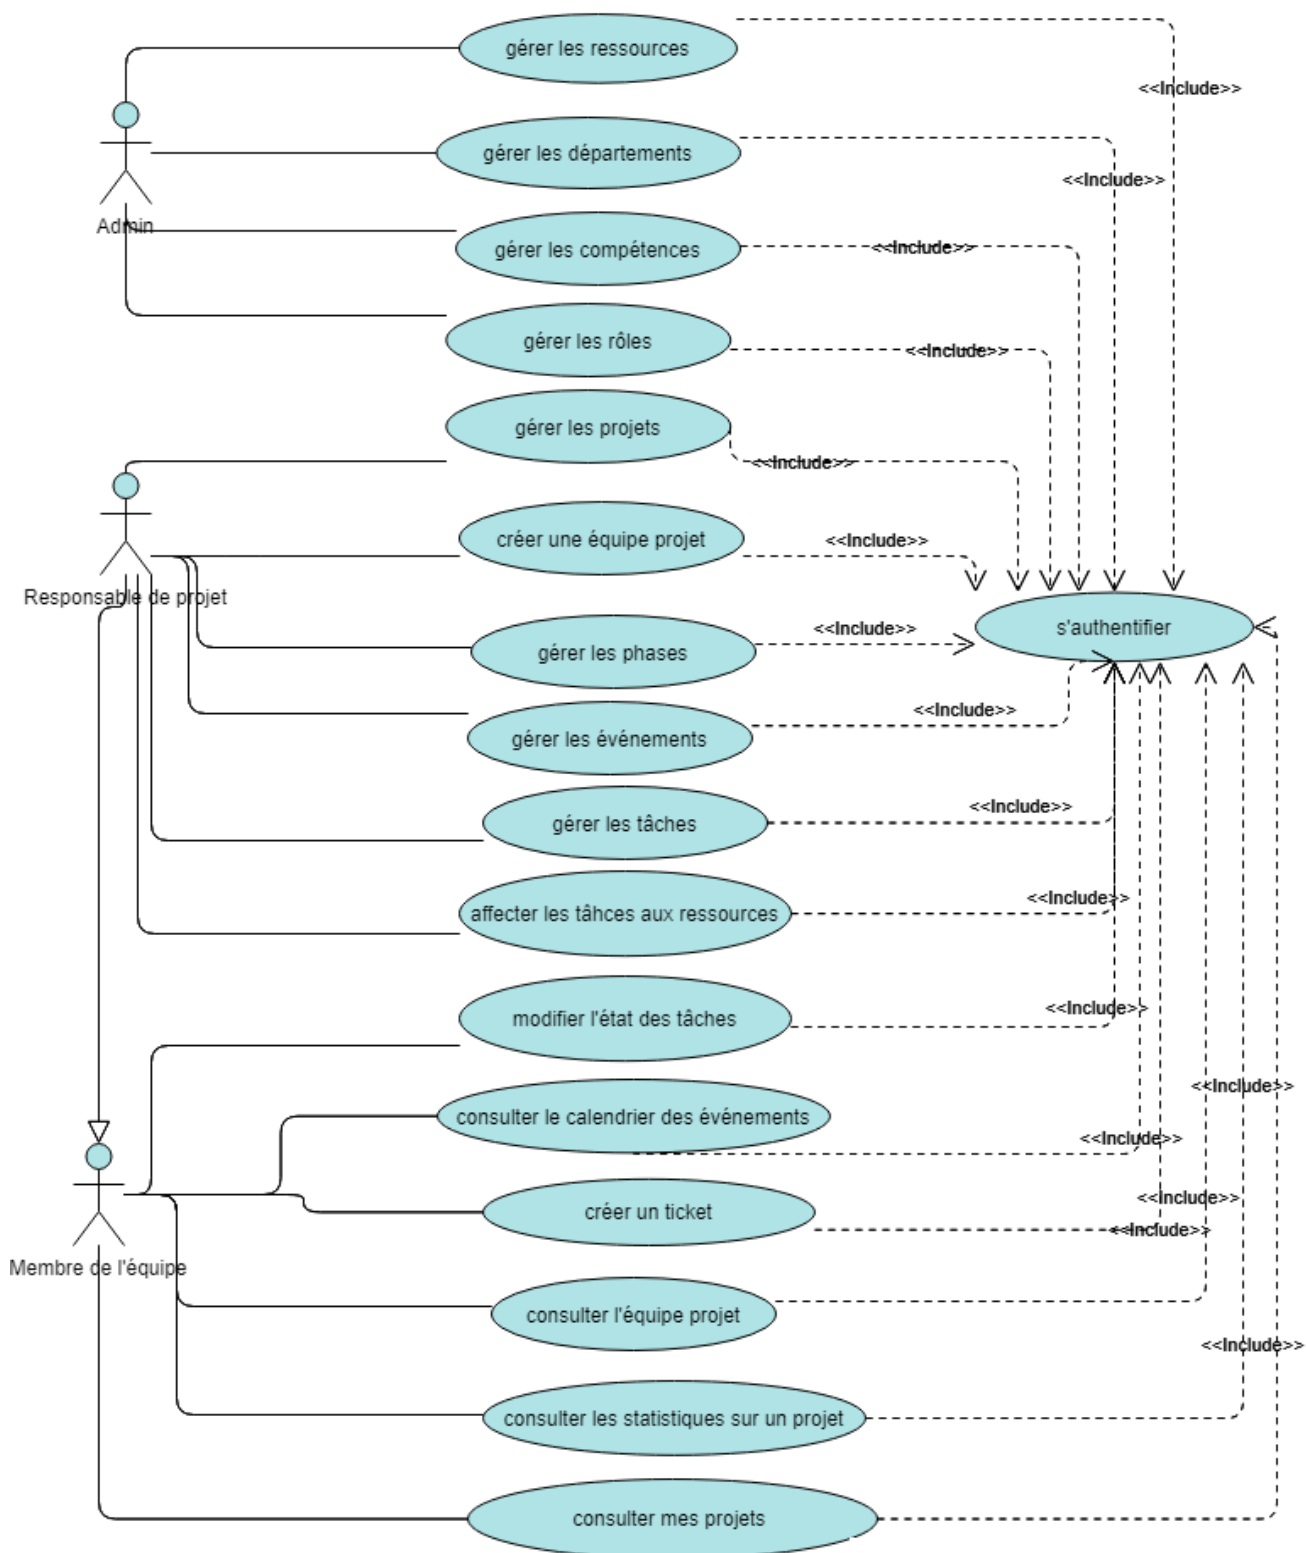 gérer les ressources
<<Include>>
gérer les départements
<<Include>>
Admin
gérer les compétences
<<Include>>
gérer les rôles
<<Include>>
gérer les projets
<<Include>>
créer une équipe projet
<<Include>>
Responsable de projet
s'authentifier
<<Include>>
gérer les phases
<<Include>>
gérer les événements
<<Include>>
gérer les tâches
<<Include>>
affecter les tâhces aux ressources
<<Include>>
modifier l'état des tâches
<<Include>>
<<Include>>
consulter le calendrier des événements
<<Include>>
<<Include>>
créer un ticket
<<Include>>
Membre de l'équipe
consulter l'équipe projet
<<Include>>
consulter les statistiques sur un projet
consulter mes projets